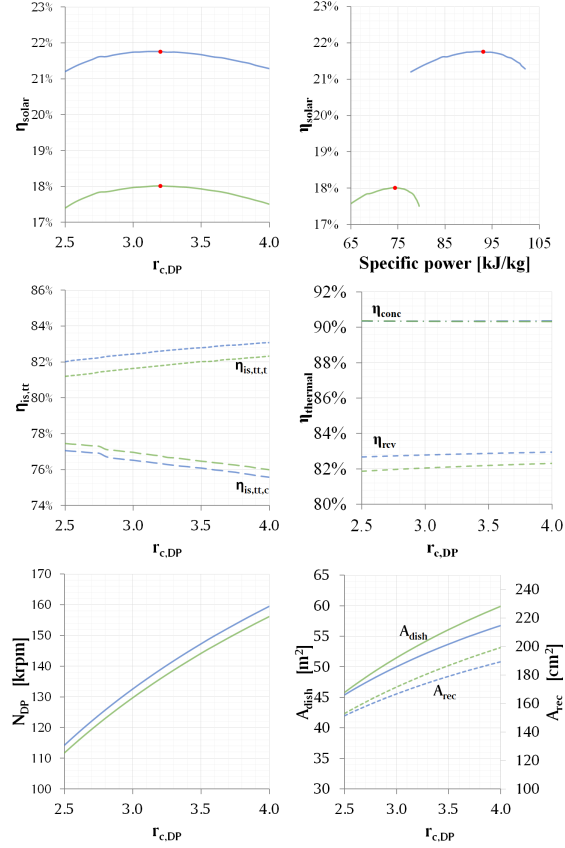 23%
22%
21%
20%
19%
18%
17%
η_solar
2.5 3.0 3.5 4.0
r_c,DP
23%
22%
21%
20%
19%
18%
17%
η_solar
65 75 85 95 105
Specific power [kJ/kg]
86%
82%
78%
76%
74%
η_is,tt
η_is,tt,t
η_is,tt,c
2.5 3.0 3.5 4.0
r_c,DP
92%
90%
88%
86%
84%
82%
80%
η_thermal
η_conc
η_rcv
2.5 3.0 3.5 4.0
r_c,DP
170
160
150
140
130
120
110
100
N_DP [krpm]
2.5 3.0 3.5 4.0
r_c,DP
65
60
55
50
45
40
35
30
A_dish [m²]
A_dish
A_rec
240
220
200
180
160
140
120
100
A_rec [cm²]
2.5 3.0 3.5 4.0
r_c,DP